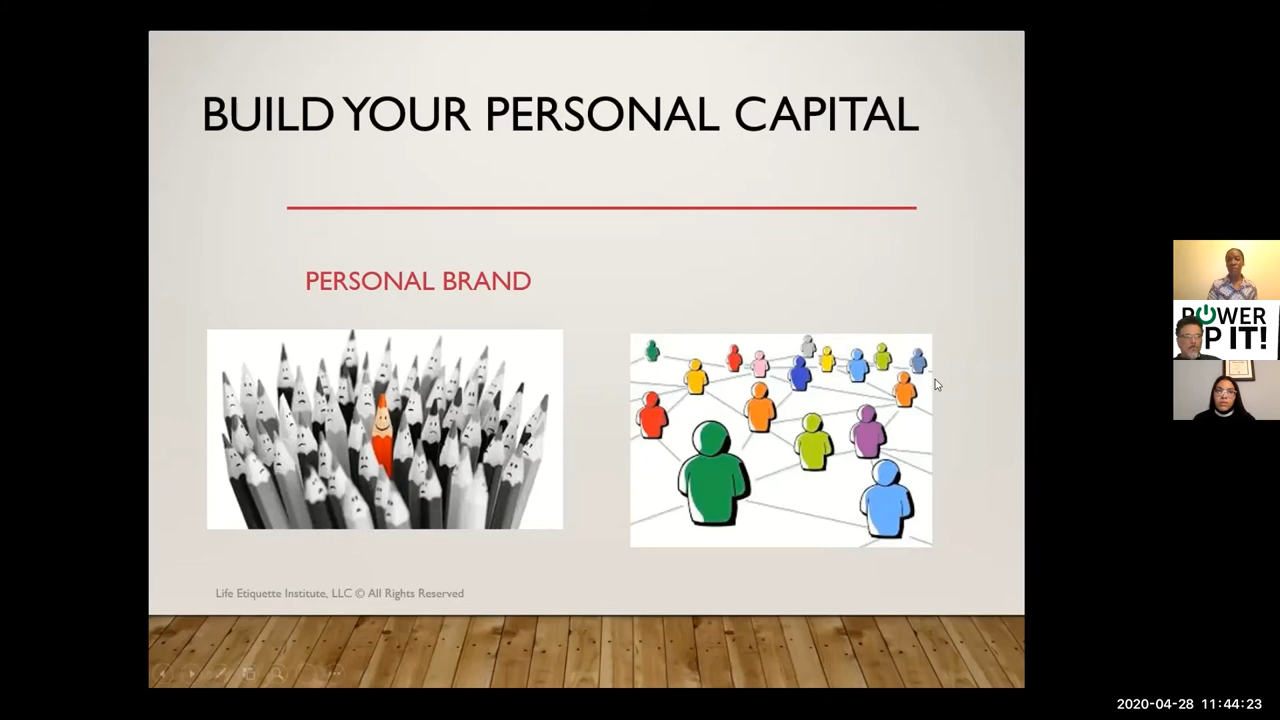 BUILD YOUR PERSONAL CAPITAL
PERSONAL BRAND
Life Etiquette Institute, LLC © All Rights Reserved
POWER
P IT!
2020-04-28 11:44:23